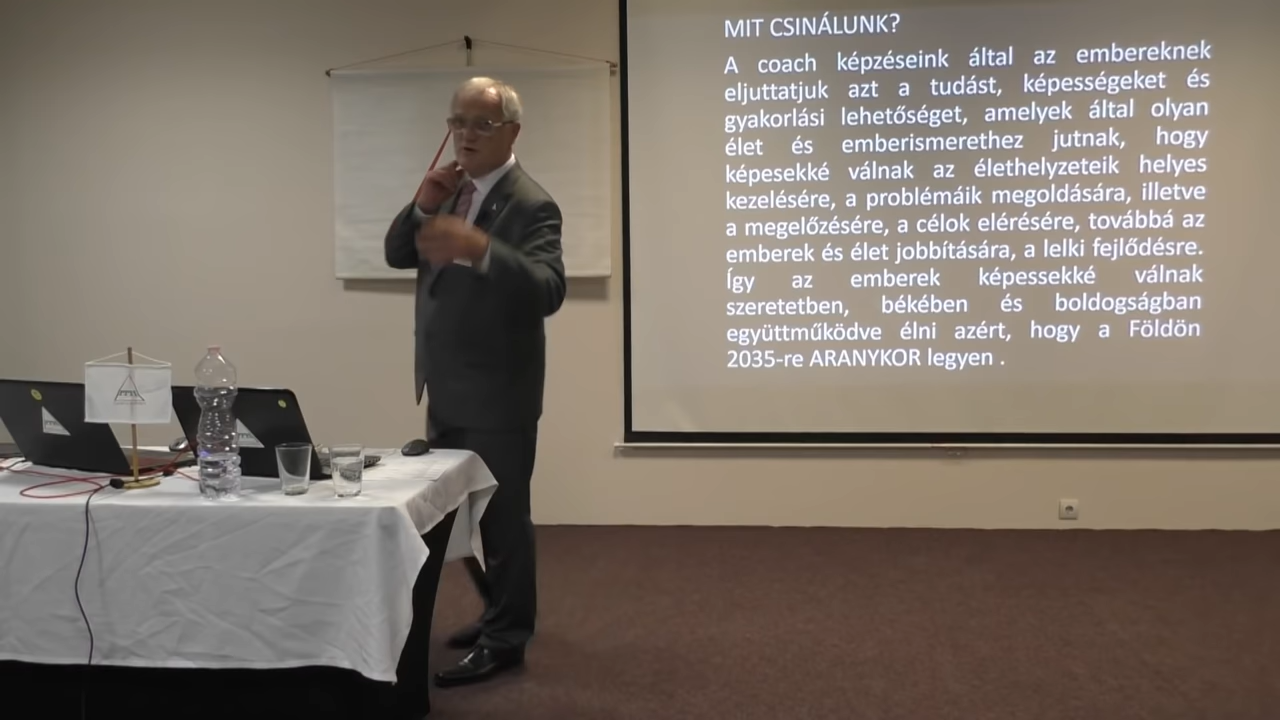 MIT CSINÁLUNK?
A coach képzéseink által az embereknek
eljuttatjuk azt a tudást, képességeket és
gyakorlási lehetőséget, amelyek által olyan
élet és emberismerethez jutnak, hogy
képesekké válnak az élethelyzeteik helyes
kezelésére, a problémáik megoldására, illetve
a megelőzésére, a célok elérésére, továbbá az
emberek és élet jobbítására, a lelki fejlődésre.
Így az emberek képessekké válnak
szeretetben, békében és boldogságban
együttműködve élni azért, hogy a Földön
2035-re ARANYKOR legyen .